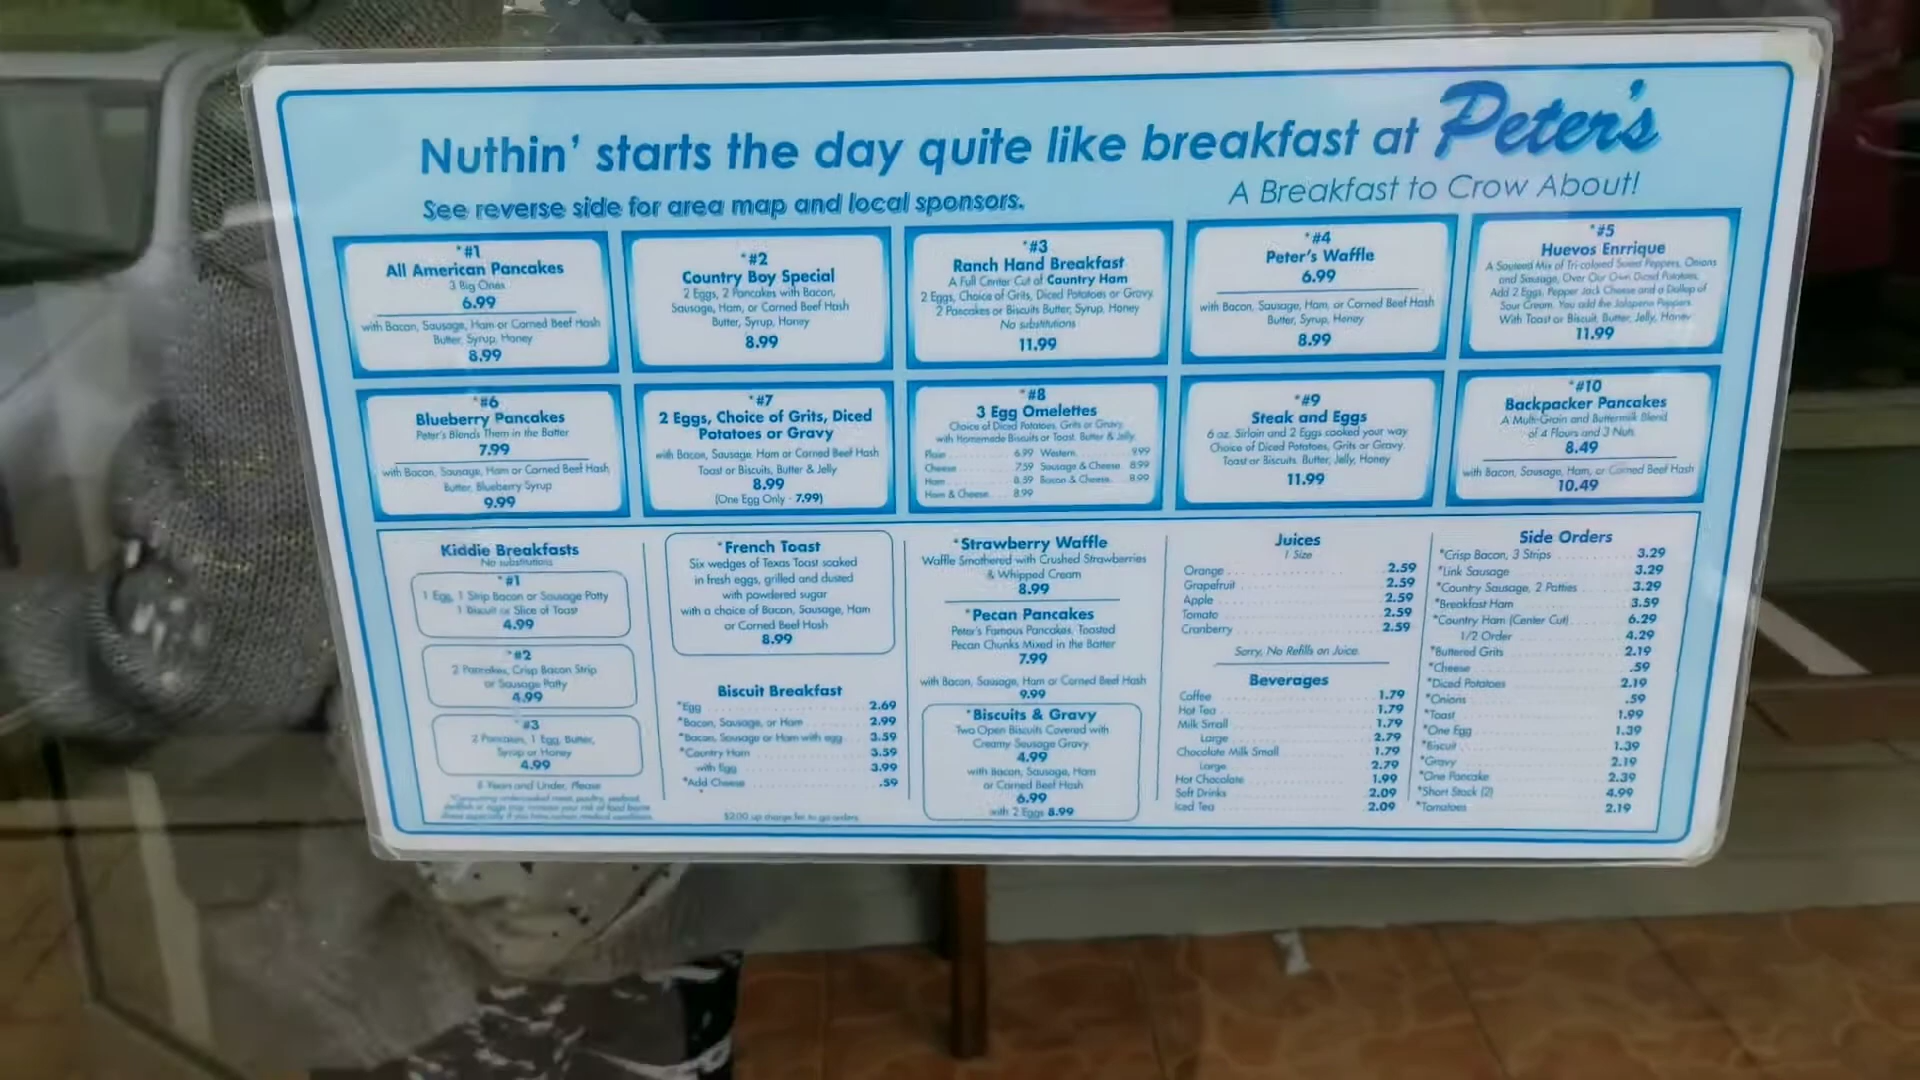 Nuthin' starts the day quite like breakfast at Peter's
A Breakfast to Crow About!
See reverse side for area map and local sponsors.
*#1
All American Pancakes
3 Big Ones
6.99
with Bacon, Sausage, Ham or Corned Beef Hash
Butter, Syrup, Honey
8.99
*#2
Country Boy Special
2 Eggs, 2 Pancakes with Bacon,
Sausage, Ham, or Corned Beef Hash
Butter, Syrup, Honey
8.99
*#3
Ranch Hand Breakfast
A Full Center Cut of Country Ham
2 Eggs, Choice of Grits, Diced Potatoes or Gravy
2 Pancakes or Biscuits Butter, Syrup, Honey
No substitutions
11.99
*#4
Peter's Waffle
6.99
with Bacon, Sausage, Ham, or Corned Beef Hash
Butter, Syrup, Honey
8.99
*#5
Huevos Enrrique
A Sauteed Mix of Tri-colored Sweet Peppers, Onions
and Sausage, Over Our Own Diced Potatoes,
Add 2 Eggs, Pepper Jack Cheese and a Dollop of
Sour Cream. You add the Jalapeno Peppers.
With Toast or Biscuit, Butter, Jelly, Honey
11.99
*#6
Blueberry Pancakes
Peter's Blends Them in the Batter
7.99
with Bacon, Sausage, Ham or Corned Beef Hash
Butter, Blueberry Syrup
9.99
*#7
2 Eggs, Choice of Grits, Diced
Potatoes or Gravy
with Bacon, Sausage, Ham or Corned Beef Hash
Toast or Biscuits, Butter & Jelly
8.99
(One Egg Only - 7.99)
*#8
3 Egg Omelettes
Choice of Diced Potatoes, Grits or Gravy
with Homemade Biscuits or Toast, Butter & Jelly
Plain 6.99 Western 9.99
Cheese 7.59 Sausage & Cheese 8.99
Ham 8.59 Bacon & Cheese 8.99
Ham & Cheese 8.99
*#9
Steak and Eggs
6 oz. Sirloin and 2 Eggs cooked your way
Choice of Diced Potatoes, Grits or Gravy
Toast or Biscuits, Butter, Jelly, Honey
11.99
*#10
Backpacker Pancakes
A Multi-Grain and Buttermilk Blend
of 4 Flours and 3 Nuts
8.49
with Bacon, Sausage, Ham, or Corned Beef Hash
10.49
Kiddie Breakfasts
No substitutions
*#1
1 Egg, 1 Strip Bacon or Sausage Patty
1 Biscuit or Slice of Toast
4.99
*#2
2 Pancakes, Crisp Bacon Strip
or Sausage Patty
4.99
*#3
2 Pancakes, 1 Egg, Butter,
Syrup or Honey
4.99
8 Years and Under, Please
*French Toast
Six wedges of Texas Toast soaked
in fresh eggs, grilled and dusted
with powdered sugar
with a choice of Bacon, Sausage, Ham
or Corned Beef Hash
8.99
Biscuit Breakfast
*Egg 2.69
*Bacon, Sausage, or Ham 2.99
*Bacon, Sausage or Ham with egg 3.59
*Country Ham 3.59
with Egg 3.99
*Add Cheese .59
$2.00 up charge for to go orders
*Strawberry Waffle
Waffle Smothered with Crushed Strawberries
& Whipped Cream
8.99
*Pecan Pancakes
Peter's Famous Pancakes, Toasted
Pecan Chunks Mixed in the Batter
7.99
with Bacon, Sausage, Ham or Corned Beef Hash
9.99
*Biscuits & Gravy
Two Open Biscuits Covered with
Creamy Sausage Gravy
4.99
with Bacon, Sausage, Ham
or Corned Beef Hash
6.99
with 2 Eggs 8.99
Juices
1 Size
Orange 2.59
Grapefruit 2.59
Apple 2.59
Tomato 2.59
Cranberry 2.59
Sorry, No Refills on Juice.
Beverages
Coffee 1.79
Hot Tea 1.79
Milk Small 1.79
Large 2.79
Chocolate Milk Small 1.79
Large 2.79
Hot Chocolate 1.99
Soft Drinks 2.09
Iced Tea 2.09
Side Orders
*Crisp Bacon, 3 Strips 3.29
*Link Sausage 3.29
*Country Sausage, 2 Patties 3.29
*Breakfast Ham 3.59
*Country Ham (Center Cut) 6.29
1/2 Order 4.29
*Buttered Grits 2.19
*Cheese .59
*Diced Potatoes 2.19
*Onions .59
*Toast 1.99
*One Egg 1.39
*Biscuit 1.39
*Gravy 2.19
*One Pancake 2.39
*Short Stack (2) 4.99
*Tomatoes 2.19